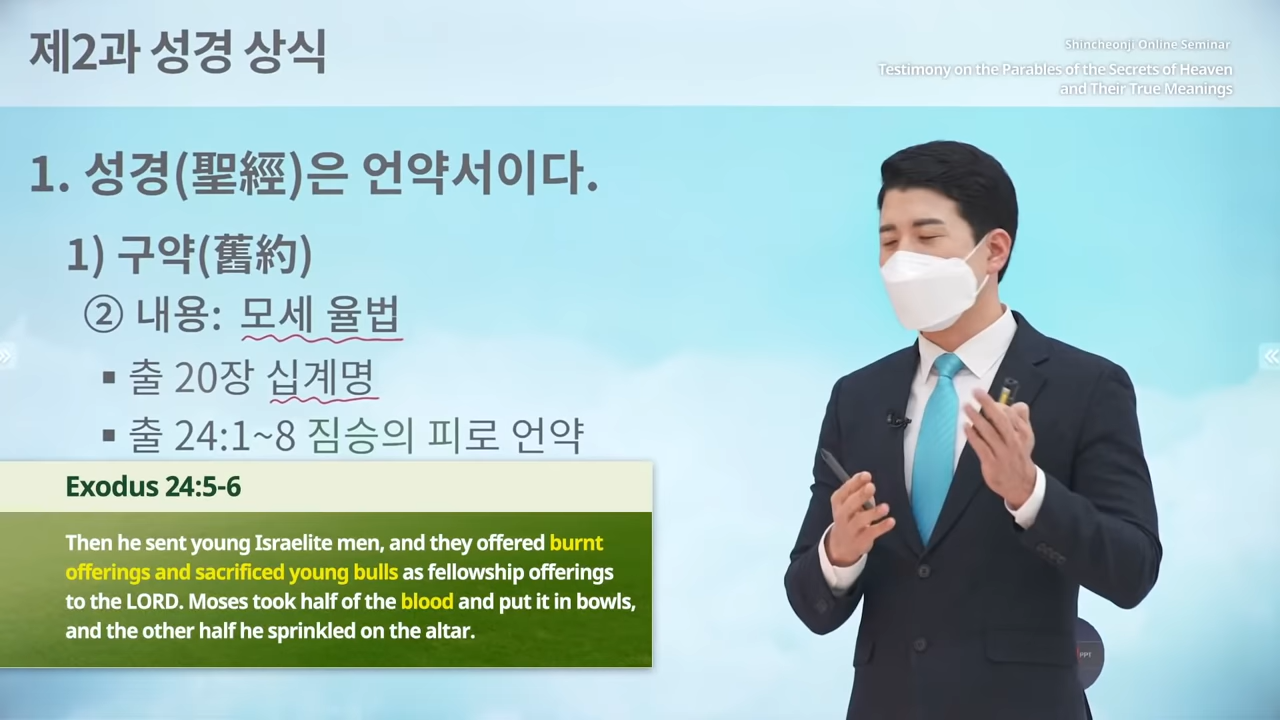 제2과 성경 상식
Shincheonji Online Seminar
Testimony on the Parables of the Secrets of Heaven
and Their True Meanings
1. 성경(聖經)은 언약서이다.
1) 구약(舊約)
② 내용: 모세 율법
▪ 출 20장 십계명
▪ 출 24:1~8 짐승의 피로 언약
Exodus 24:5-6
Then he sent young Israelite men, and they offered burnt
offerings and sacrificed young bulls as fellowship offerings
to the LORD. Moses took half of the blood and put it in bowls,
and the other half he sprinkled on the altar.
PPT